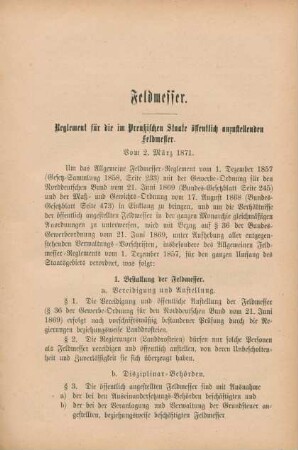 Feldmesser.
Reglement für die im Preußischen Staate öffentlich anzustellenden
Feldmesser.
Vom 2. März 1871.
Um das Allgemeine Feldmesser-Reglement vom 1. Dezember 1857
(Gesetz-Sammlung 1858, Seite 233) mit der Gewerbe-Ordnung für den
Norddeutschen Bund vom 21. Juni 1869 (Bundes-Gesetzblatt Seite 245) und
der Maß- und Gewichts-Ordnung vom 17. August 1868 (Bundes-
Gesetzblatt Seite 473) in Einklang zu bringen, und um die Verhältnisse
der öffentlich angestellten Feldmesser in der ganzen Monarchie gleichmäßigen
Anordnungen zu unterwerfen, wird mit Bezug auf § 36 der Bundes-
Gewerbeordnung vom 21. Juni 1869, unter Aufhebung aller entgegen-
stehenden Verwaltungs-Vorschriften, insbesondere des Allgemeinen Feld-
messer-Reglements vom 1. Dezember 1857, für den ganzen Umfang des
Staatsgebiets verordnet, was folgt:
1. Bestallung der Feldmesser.
a. Vereidigung und Anstellung.
§ 1. Die Vereidigung und öffentliche Anstellung der Feldmesser
(§ 36 der Gewerbe-Ordnung für den Norddeutschen Bund vom 21. Juni
1869) erfolgt nach vorschriftsmäßig bestandener Prüfung durch die Re-
gierungen beziehungsweise Landdrosteien.
§ 2. Die Regierungen (Landdrosteien) dürfen nur solche Personen
als Feldmesser vereidigen und anstellen, von deren Unbescholten-
heit und Zuverlässigkeit sie sich überzeugt haben.
b. Disziplinar-Behörden.
§ 3. Die öffentlich angestellten Feldmesser sind mit Ausnahme
a) der bei den Auseinandersetzungs-Behörden beschäftigten und
b) der bei der Veranlagung und Verwaltung der Grundsteuer an-
gestellten, beziehungsweise beschäftigten Feldmesser